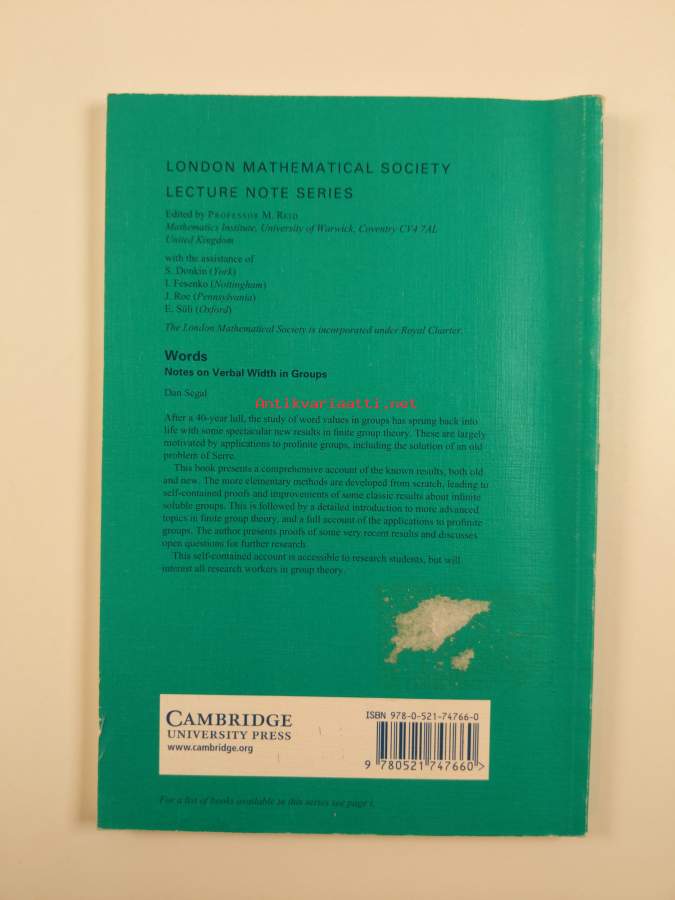 LONDON MATHEMATICAL SOCIETY
LECTURE NOTE SERIES
Edited by PROFESSOR M. REID
Mathematics Institute, University of Warwick, Coventry CV4 7AL
United Kingdom
with the assistance of
S. Donkin (York)
I. Fesenko (Nottingham)
J. Roe (Pennsylvania)
E. Süli (Oxford)
The London Mathematical Society is incorporated under Royal Charter.
Words
Notes on Verbal Width in Groups
Dan Segal
Antikvariaatti.net
After a 40-year lull, the study of word values in groups has sprung back into
life with some spectacular new results in finite group theory. These are largely
motivated by applications to profinite groups, including the solution of an old
problem of Serre.
This book presents a comprehensive account of the known results, both old
and new. The more elementary methods are developed from scratch, leading to
self-contained proofs and improvements of some classic results about infinite
soluble groups. This is followed by a detailed introduction to more advanced
topics in finite group theory, and a full account of the applications to profinite
groups. The author presents proofs of some very recent results and discusses
open questions for further research.
This self-contained account is accessible to research students, but will
interest all research workers in group theory.
CAMBRIDGE
UNIVERSITY PRESS
www.cambridge.org
ISBN 978-0-521-74766-0
9 780521 747660 >
For a list of books available in this series see page i.